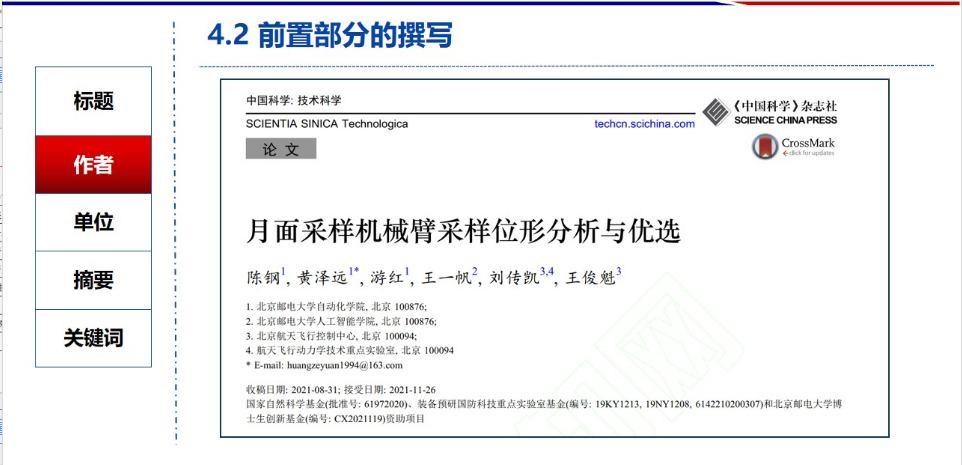 4.2 前置部分的撰写
标题
作者
单位
摘要
关键词
中国科学: 技术科学
SCIENTIA SINICA Technologica
techcn.scichina.com
《中国科学》杂志社
SCIENCE CHINA PRESS
CrossMark
click for updates
论 文
月面采样机械臂采样位形分析与优选
陈钢1, 黄泽远1*, 游红1, 王一帆2, 刘传凯3,4, 王俊魁3
1. 北京邮电大学自动化学院, 北京 100876;
2. 北京邮电大学人工智能学院, 北京 100876;
3. 北京航天飞行控制中心, 北京 100094;
4. 航天飞行动力学技术重点实验室, 北京 100094
* E-mail: huangzeyuan1994@163.com
收稿日期: 2021-08-31; 接受日期: 2021-11-26
国家自然科学基金(批准号: 61972020)、装备预研国防科技重点实验室基金(编号: 19KY1213, 19NY1208, 6142210200307)和北京邮电大学博
士生创新基金(编号: CX2021119)资助项目